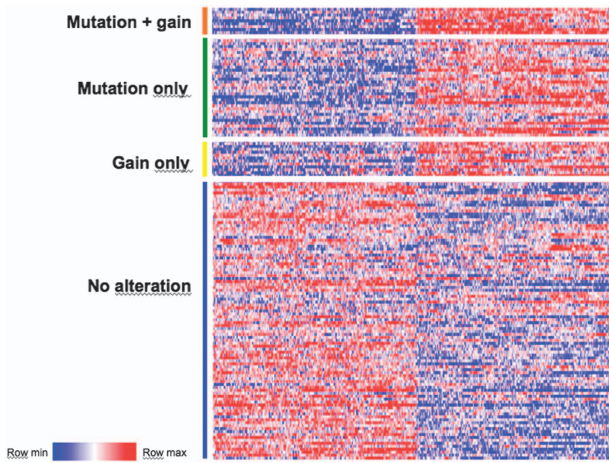 Mutation + gain
Mutation only
Gain only
No alteration
Row min Row max